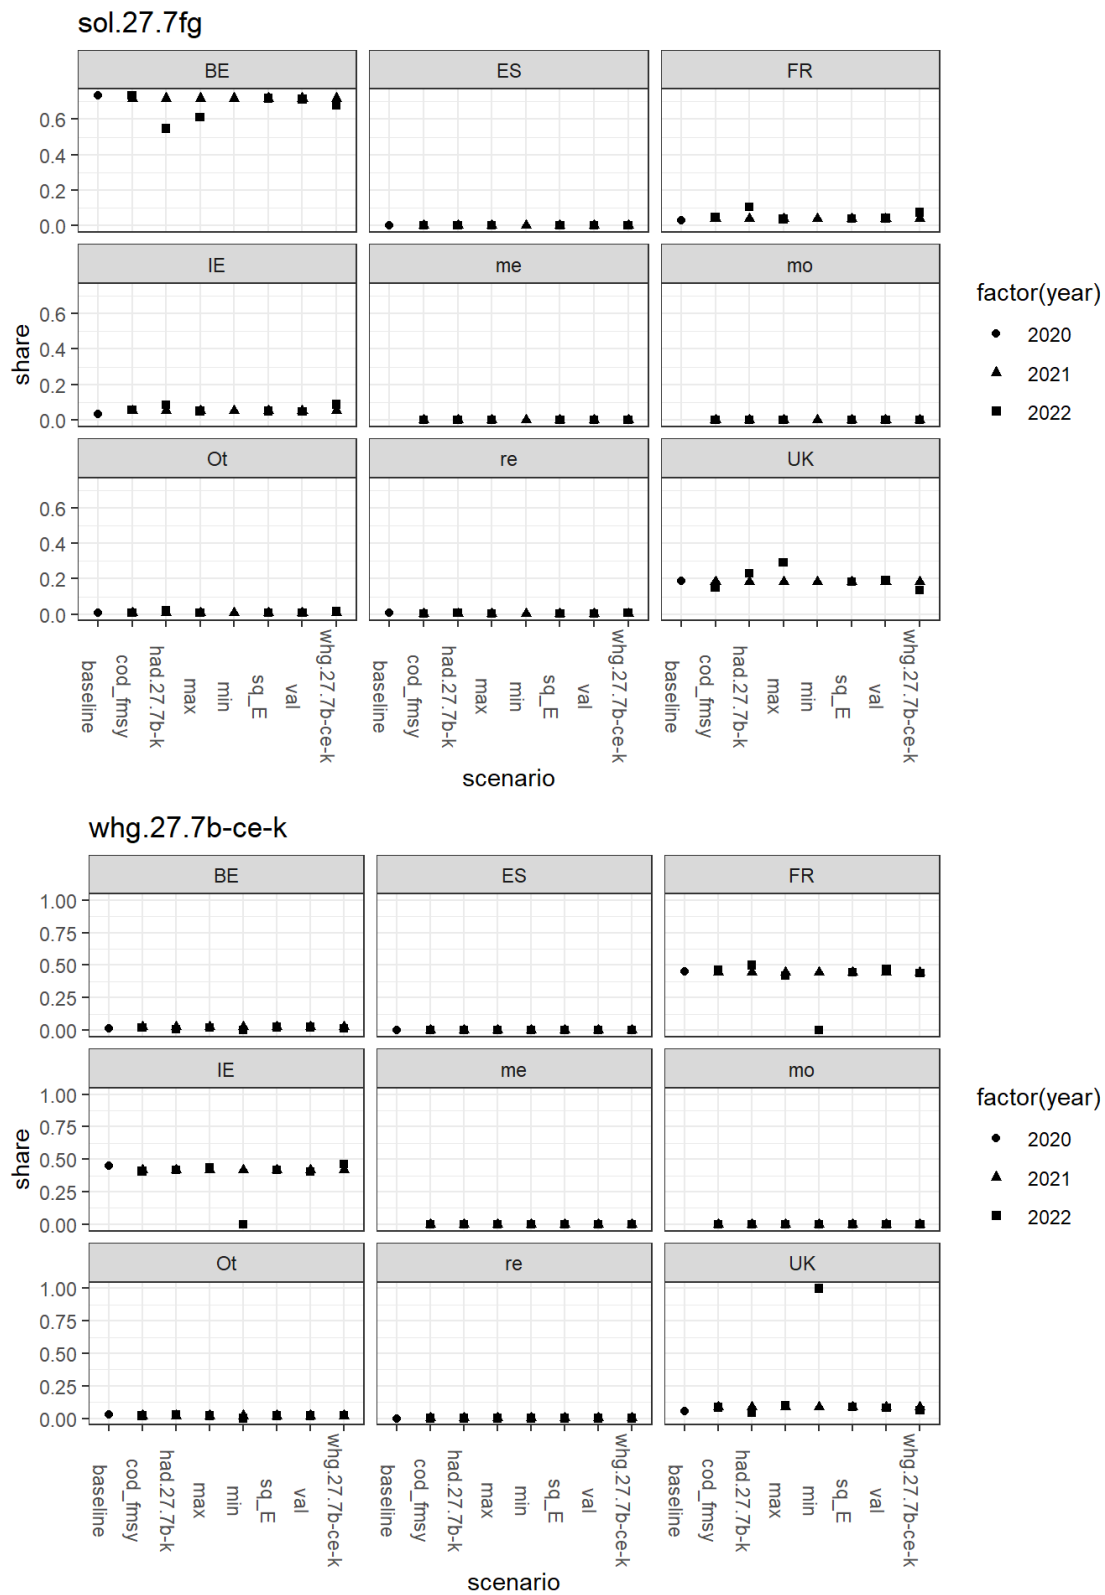 sol.27.7fg
BE ES FR
0.6
0.4
0.2
0.0
IE me mo
0.6
0.4
0.2
0.0
Ot re UK
0.6
0.4
0.2
0.0
share
baseline cod_fmsy had.27.7b-k max min sq_E val whg.27.7b-ce-k
baseline cod_fmsy had.27.7b-k max min sq_E val whg.27.7b-ce-k
baseline cod_fmsy had.27.7b-k max min sq_E val whg.27.7b-ce-k
scenario
factor(year)
2020
2021
2022
whg.27.7b-ce-k
BE ES FR
1.00
0.75
0.50
0.25
0.00
IE me mo
1.00
0.75
0.50
0.25
0.00
Ot re UK
1.00
0.75
0.50
0.25
0.00
share
baseline cod_fmsy had.27.7b-k max min sq_E val whg.27.7b-ce-k
baseline cod_fmsy had.27.7b-k max min sq_E val whg.27.7b-ce-k
baseline cod_fmsy had.27.7b-k max min sq_E val whg.27.7b-ce-k
scenario
factor(year)
2020
2021
2022